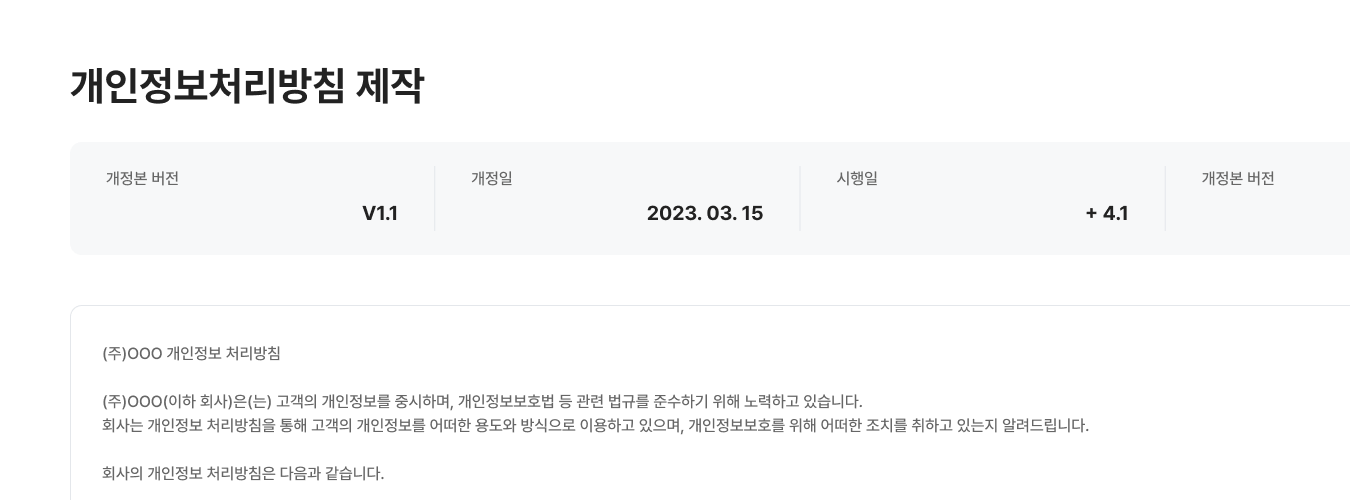 개인정보처리방침 제작
개정본 버전
V1.1
개정일
2023. 03. 15
시행일
+ 4.1
개정본 버전
(주)OOO 개인정보 처리방침
(주)OOO(이하 회사)은(는) 고객의 개인정보를 중시하며, 개인정보보호법 등 관련 법규를 준수하기 위해 노력하고 있습니다.
회사는 개인정보 처리방침을 통해 고객의 개인정보를 어떠한 용도와 방식으로 이용하고 있으며, 개인정보보호를 위해 어떠한 조치를 취하고 있는지 알려드립니다.
회사의 개인정보 처리방침은 다음과 같습니다.